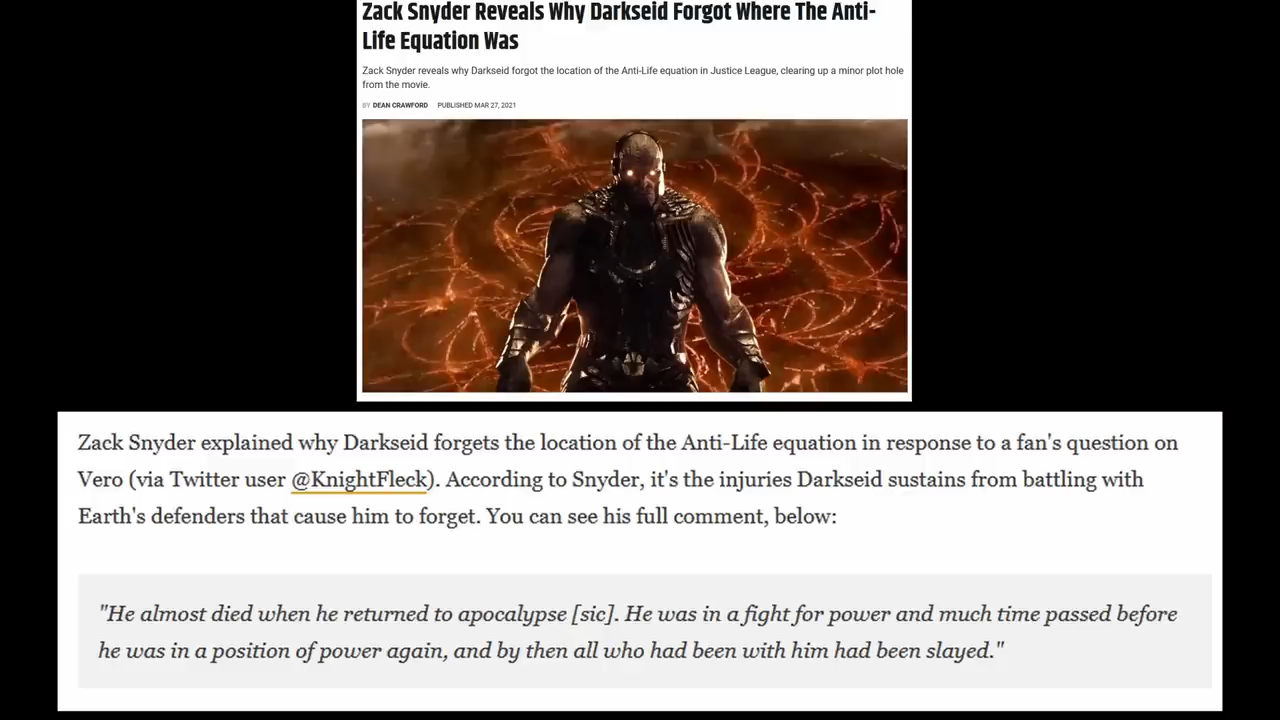 Zack Snyder Reveals Why Darkseid Forgot Where The Anti-
Life Equation Was
Zack Snyder reveals why Darkseid forgot the location of the Anti-Life equation in Justice League, clearing up a minor plot hole
from the movie.
BY DEAN CRAWFORD PUBLISHED MAR 27, 2021
Zack Snyder explained why Darkseid forgets the location of the Anti-Life equation in response to a fan's question on
Vero (via Twitter user @KnightFleck). According to Snyder, it's the injuries Darkseid sustains from battling with
Earth's defenders that cause him to forget. You can see his full comment, below:
"He almost died when he returned to apocalypse [sic]. He was in a fight for power and much time passed before
he was in a position of power again, and by then all who had been with him had been slayed."